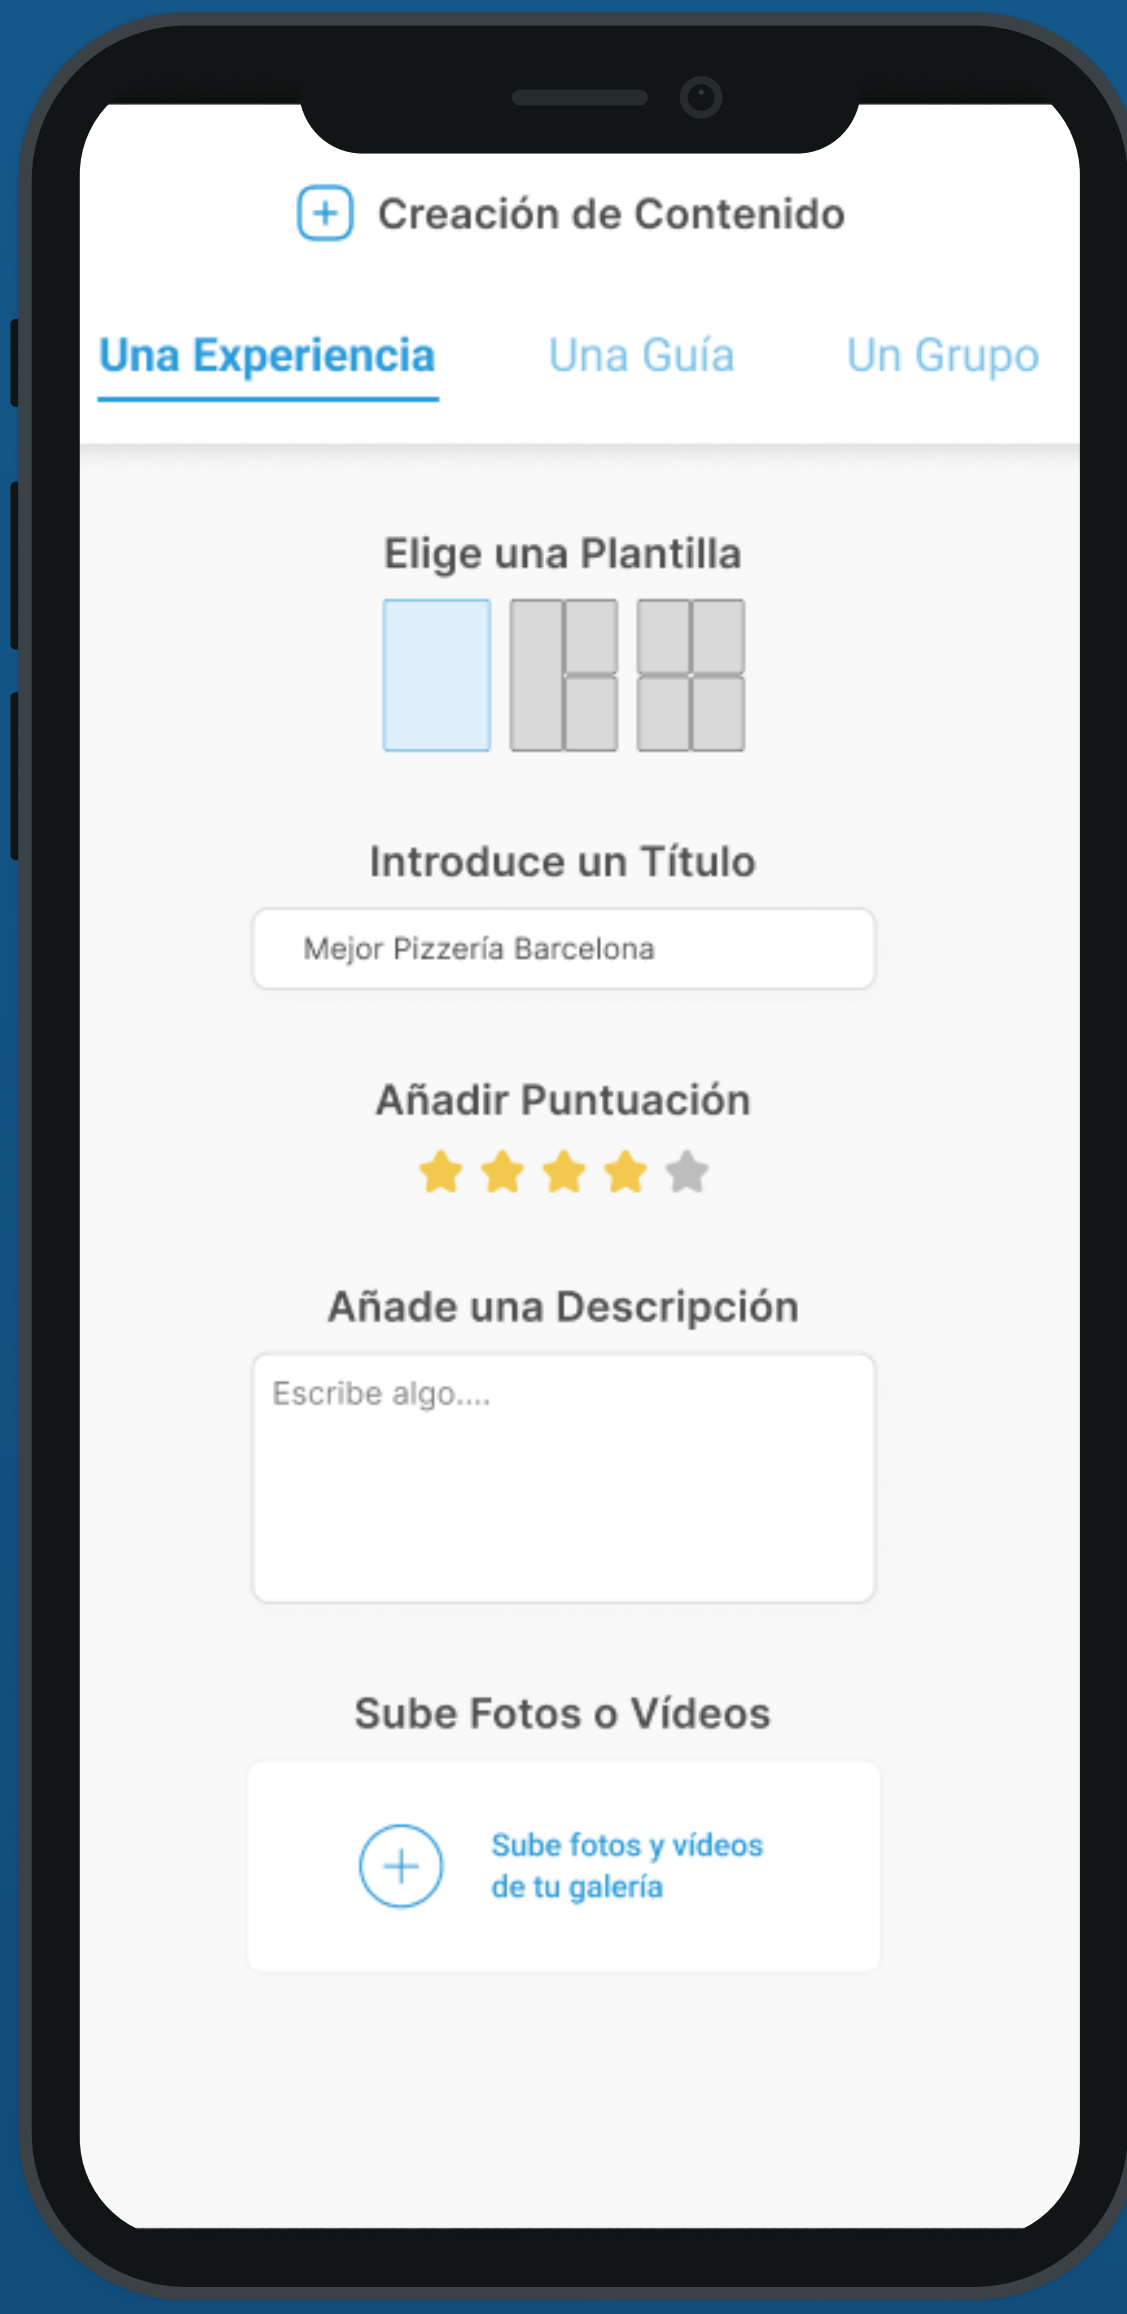 Creación de Contenido
Una Experiencia Una Guía Un Grupo
Elige una Plantilla
Introduce un Título
Mejor Pizzería Barcelona
Añadir Puntuación
Añade una Descripción
Escribe algo....
Sube Fotos o Vídeos
Sube fotos y vídeos
de tu galería